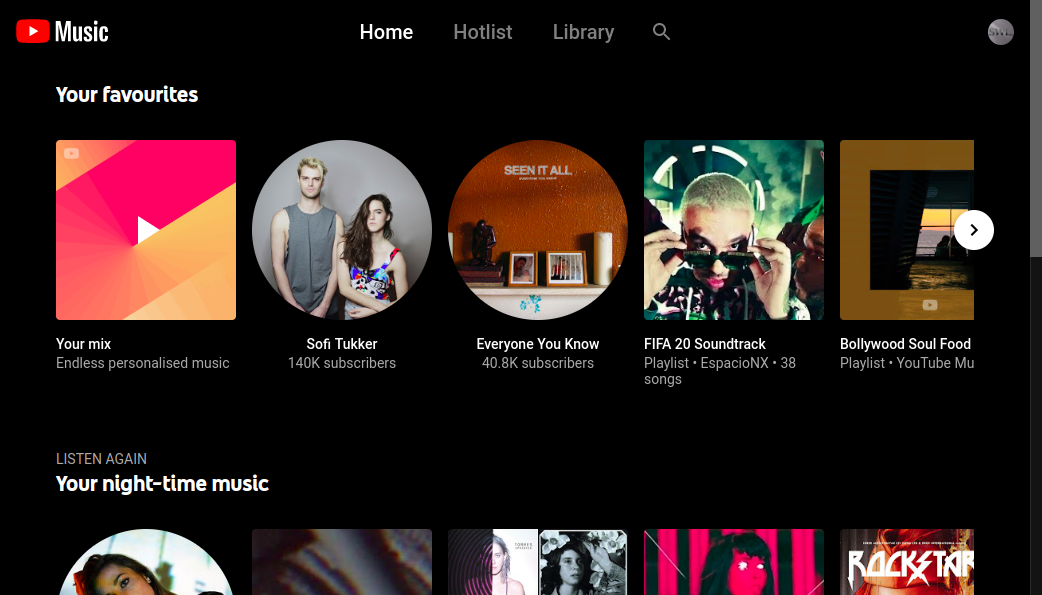 Music
Home
Hotlist
Library
Your favourites
SEEN IT ALL
Your mix
Endless personalised music
Sofi Tukker
140K subscribers
Everyone You Know
40.8K subscribers
FIFA 20 Soundtrack
Playlist • EspacioNX • 38
songs
Bollywood Soul Food
Playlist • YouTube Mu
LISTEN AGAIN
Your night-time music
ROCKSTAR